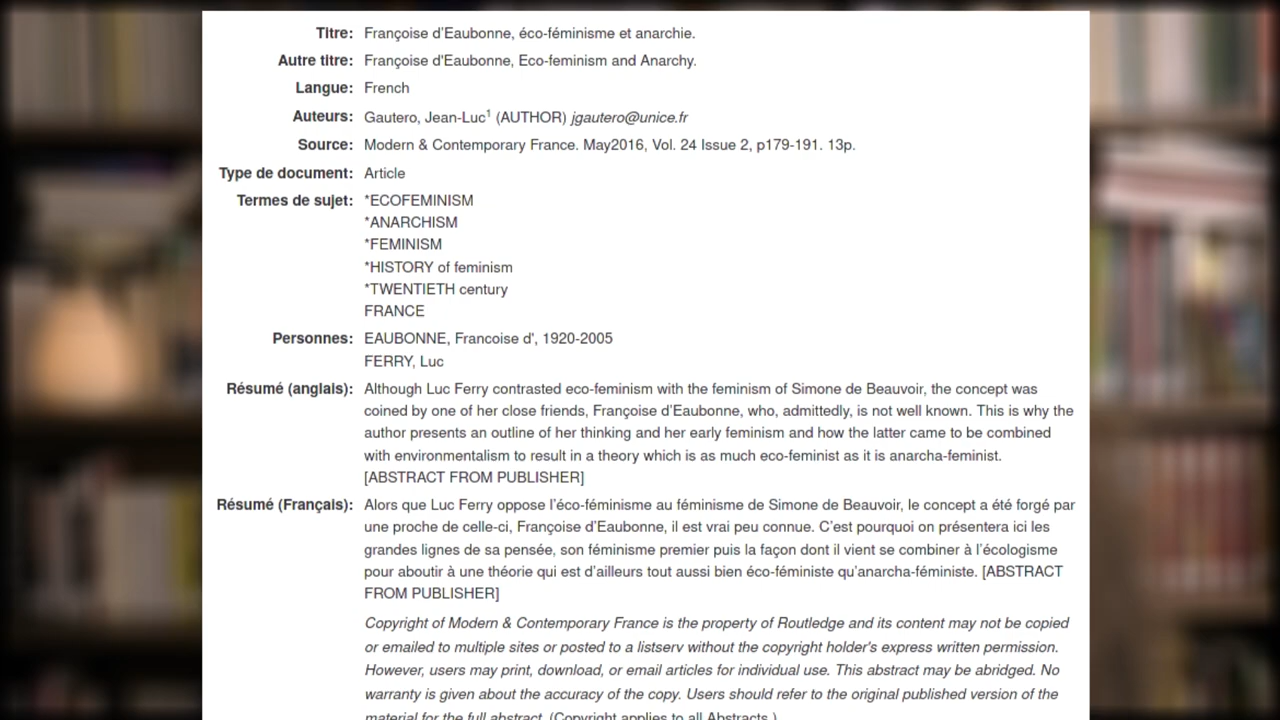 Titre: Françoise d'Eaubonne, éco-féminisme et anarchie.
Autre titre: Françoise d'Eaubonne, Eco-feminism and Anarchy.
Langue: French
Auteurs: Gautero, Jean-Luc¹ (AUTHOR) jgautero@unice.fr
Source: Modern & Contemporary France. May2016, Vol. 24 Issue 2, p179-191. 13p.
Type de document: Article
Termes de sujet: *ECOFEMINISM
*ANARCHISM
*FEMINISM
*HISTORY of feminism
*TWENTIETH century
FRANCE
Personnes: EAUBONNE, Francoise d', 1920-2005
FERRY, Luc
Résumé (anglais): Although Luc Ferry contrasted eco-feminism with the feminism of Simone de Beauvoir, the concept was
coined by one of her close friends, Françoise d'Eaubonne, who, admittedly, is not well known. This is why the
author presents an outline of her thinking and her early feminism and how the latter came to be combined
with environmentalism to result in a theory which is as much eco-feminist as it is anarcha-feminist.
[ABSTRACT FROM PUBLISHER]
Résumé (Français): Alors que Luc Ferry oppose l'éco-féminisme au féminisme de Simone de Beauvoir, le concept a été forgé par
une proche de celle-ci, Françoise d'Eaubonne, il est vrai peu connue. C'est pourquoi on présentera ici les
grandes lignes de sa pensée, son féminisme premier puis la façon dont il vient se combiner à l'écologisme
pour aboutir à une théorie qui est d'ailleurs tout aussi bien éco-féministe qu'anarcha-féministe. [ABSTRACT
FROM PUBLISHER]
Copyright of Modern & Contemporary France is the property of Routledge and its content may not be copied
or emailed to multiple sites or posted to a listserv without the copyright holder's express written permission.
However, users may print, download, or email articles for individual use. This abstract may be abridged. No
warranty is given about the accuracy of the copy. Users should refer to the original published version of the
material for the full abstract. (Copyright applies to all Abstracts.)